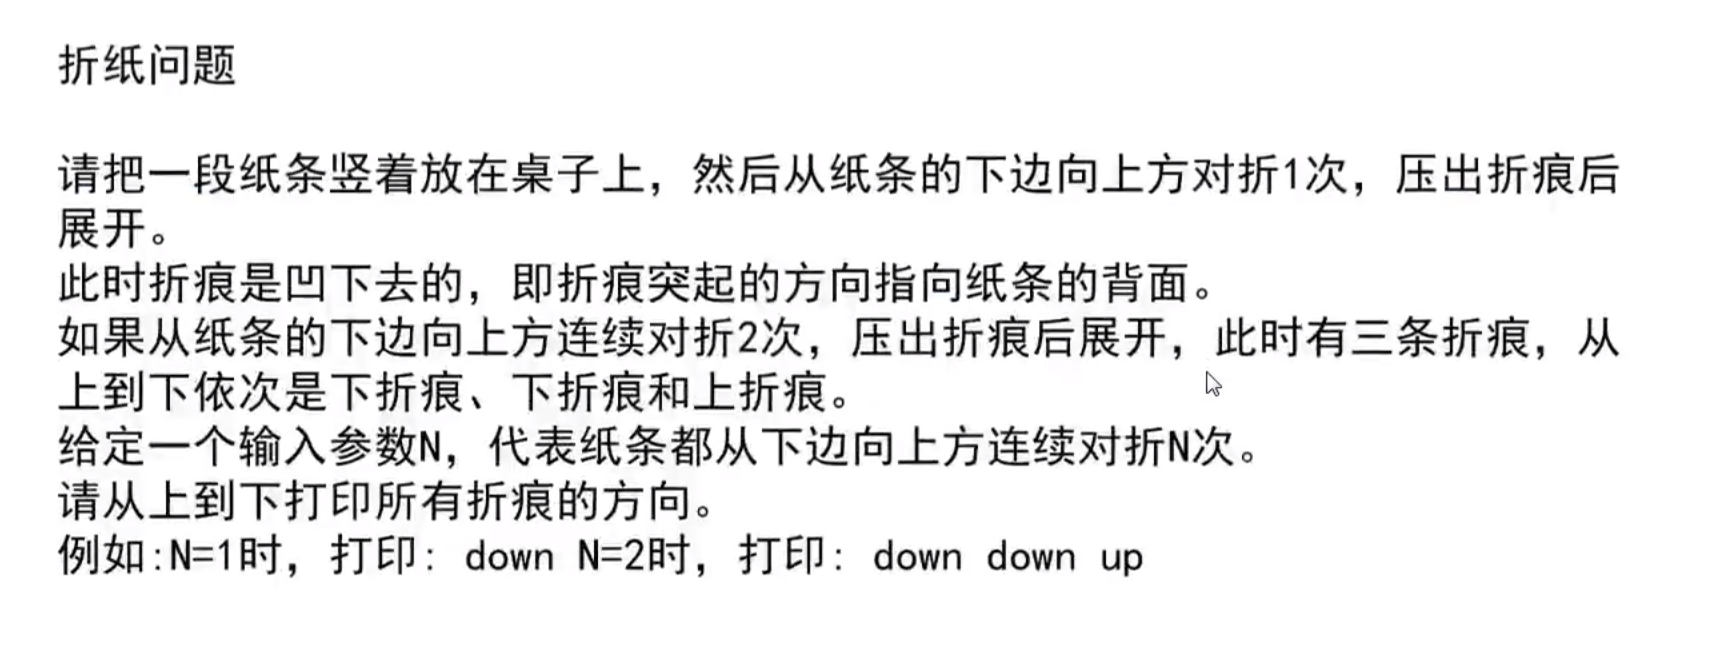 折纸问题
请把一段纸条竖着放在桌子上，然后从纸条的下边向上方对折1次，压出折痕后
展开。
此时折痕是凹下去的，即折痕突起的方向指向纸条的背面。
如果从纸条的下边向上方连续对折2次，压出折痕后展开，此时有三条折痕，从
上到下依次是下折痕、下折痕和上折痕。
给定一个输入参数N，代表纸条都从下边向上方连续对折N次。
请从上到下打印所有折痕的方向。
例如:N=1时，打印: down N=2时，打印: down down up